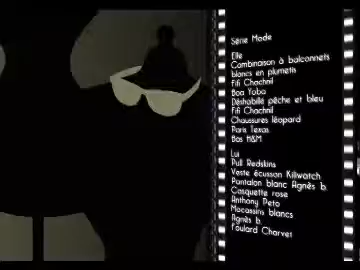 Série Mode
Elle
Combinaison à balconnets
blancs en plumetis
Fifi Chachnil
Boa Yoba
Déshabillé pêche et bleu
Fifi Chachnil
Chaussures léopard
Paris Texas
Bas H&M
Lui
Pull Redskins
Veste écusson Kiliwatch
Pantalon blanc Agnès b.
Casquette rose
Anthony Peto
Mocassins blancs
Agnès b.
Foulard Charvet